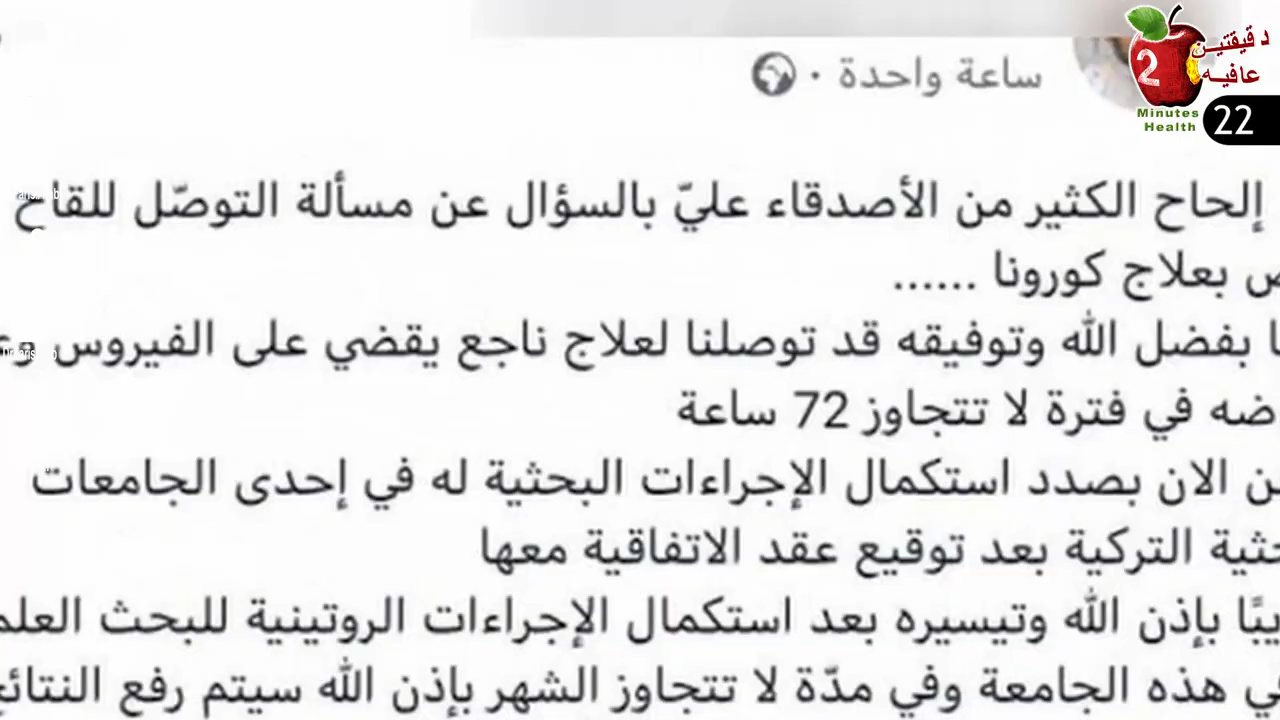 دقيقتين
عافيه
2
Minutes
Health
22
ساعة واحدة ·
إلحاح الكثير من الأصدقاء عليّ بالسؤال عن مسألة التوصّل للقاح
بعلاج كورونا ......
بفضل الله وتوفيقه قد توصلنا لعلاج ناجع يقضي على الفيروس
في فترة لا تتجاوز 72 ساعة
الان بصدد استكمال الإجراءات البحثية له في إحدى الجامعات
التركية بعد توقيع عقد الاتفاقية معها
بإذن الله وتيسيره بعد استكمال الإجراءات الروتينية للبحث
هذه الجامعة وفي مدّة لا تتجاوز الشهر بإذن الله سيتم رفع